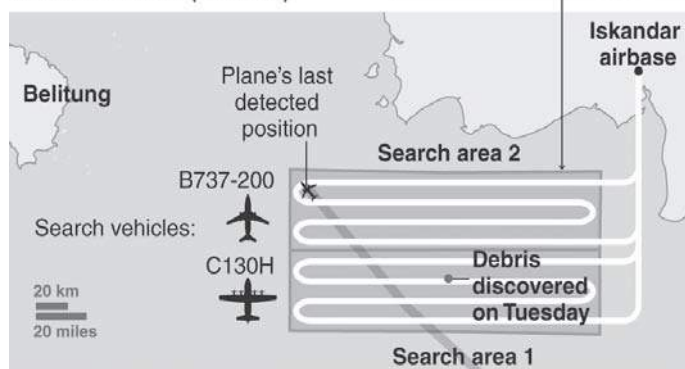 Iskandar
airbase
Plane's last
detected
position
Belitung
Search area 2
B737-200
Search vehicles:
C130H
Debris
discovered
on Tuesday
20 km
20 miles
Search area 1